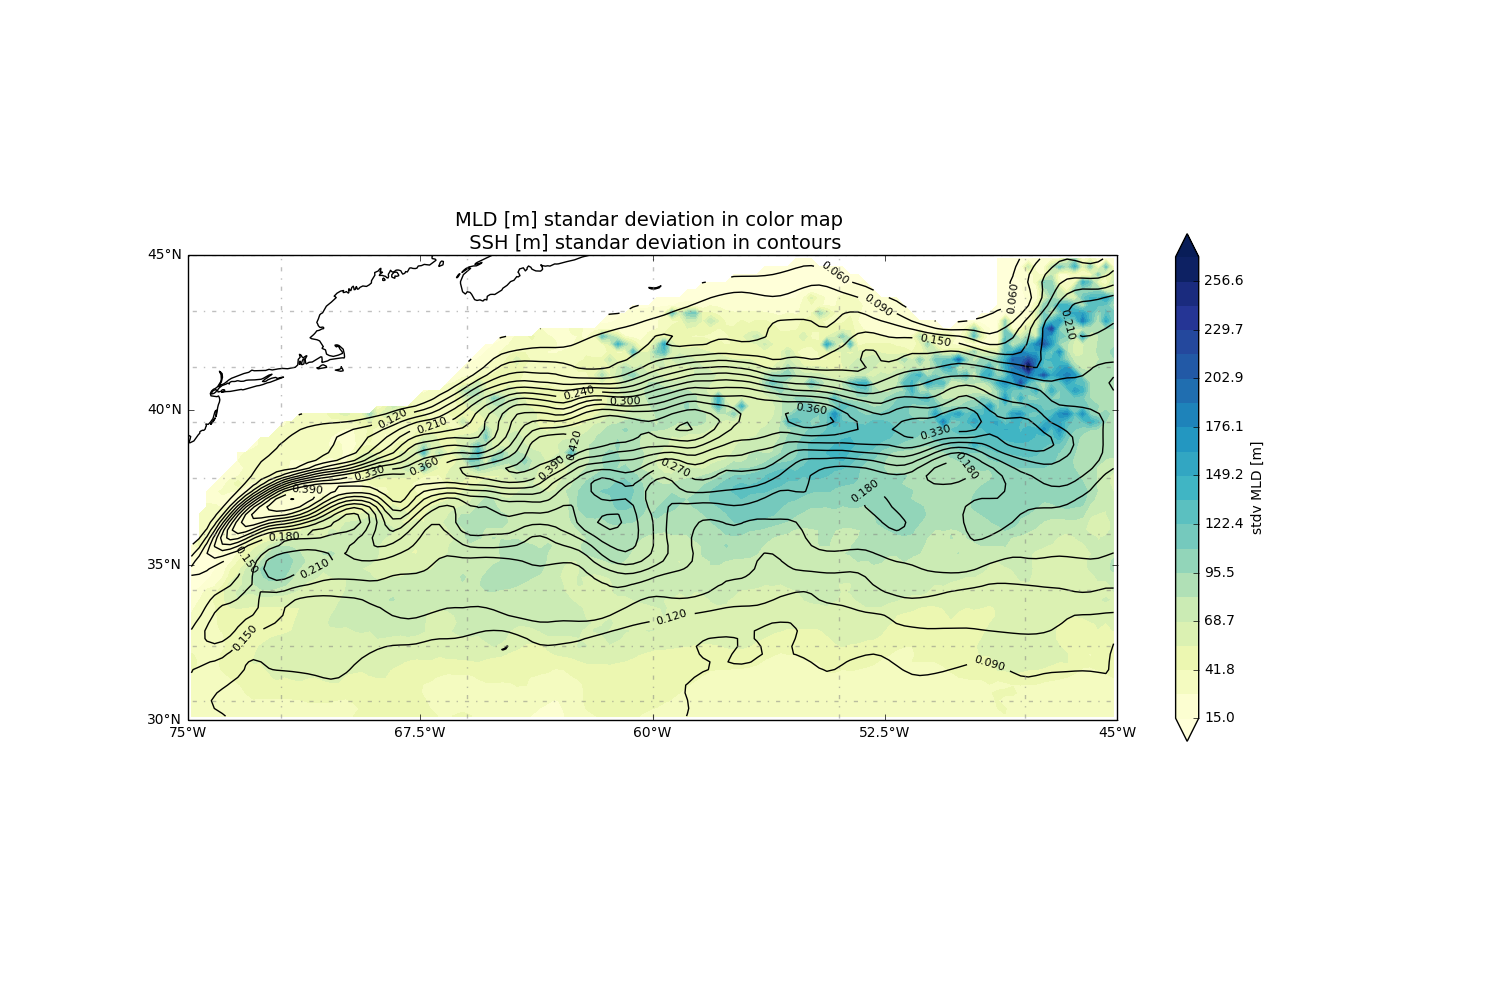 MLD [m] standar deviation in color map
SSH [m] standar deviation in contours
45°N
40°N
35°N
30°N
75°W
67.5°W
60°W
52.5°W
45°W
0.060
0.090
0.060
0.210
0.150
0.240
0.300
0.360
0.120
0.210
0.330
0.420
0.330
0.360
0.390
0.270
0.180
0.390
0.180
0.180
0.150
0.210
0.120
0.150
0.090
256.6
229.7
202.9
176.1
149.2
122.4
95.5
68.7
41.8
15.0
stdv MLD [m]